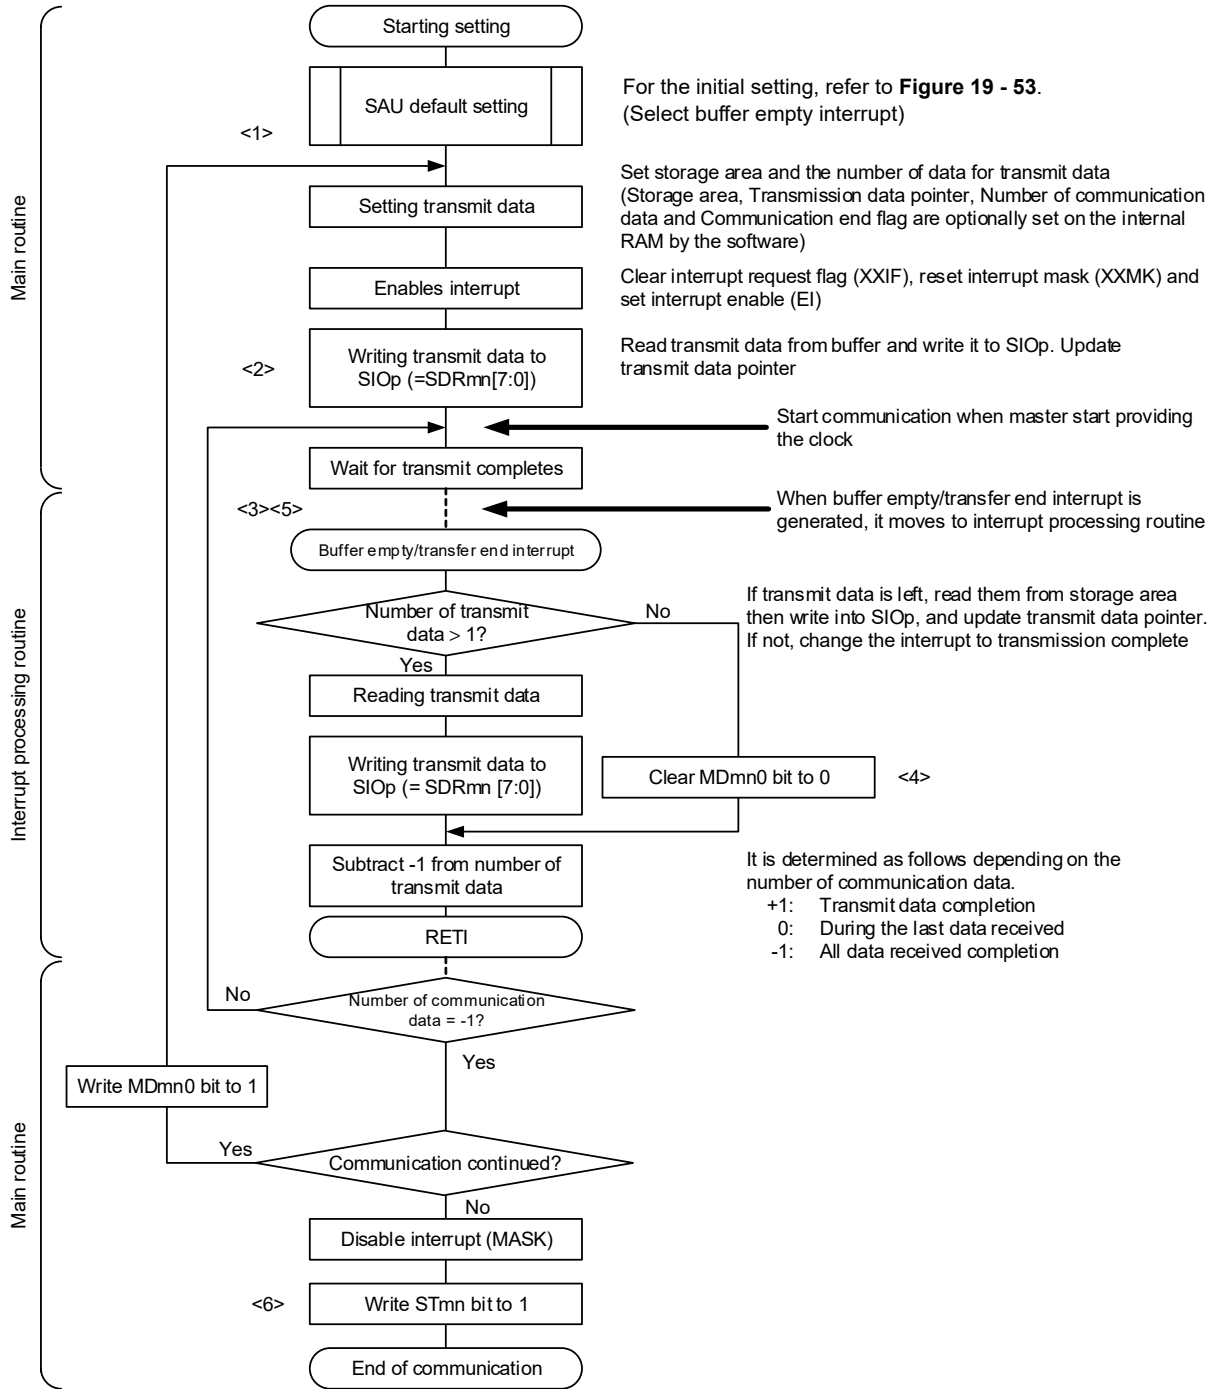 Starting setting
SAU default setting
For the initial setting, refer to Figure 19 - 53.
(Select buffer empty interrupt)
<1>
Main routine
Setting transmit data
Set storage area and the number of data for transmit data
(Storage area, Transmission data pointer, Number of communication
data and Communication end flag are optionally set on the internal
RAM by the software)
Enables interrupt
Clear interrupt request flag (XXIF), reset interrupt mask (XXMK) and
set interrupt enable (EI)
<2>
Writing transmit data to
SIOp (=SDRmn[7:0])
Read transmit data from buffer and write it to SIOp. Update
transmit data pointer
Start communication when master start providing
the clock
Wait for transmit completes
<3><5>
When buffer empty/transfer end interrupt is
generated, it moves to interrupt processing routine
Interrupt processing routine
Buffer empty/transfer end interrupt
Number of transmit
data > 1?
No
Yes
If transmit data is left, read them from storage area
then write into SIOp, and update transmit data pointer.
If not, change the interrupt to transmission complete
Reading transmit data
Writing transmit data to
SIOp (= SDRmn [7:0])
Clear MDmn0 bit to 0
<4>
Subtract -1 from number of
transmit data
It is determined as follows depending on the
number of communication data.
+1: Transmit data completion
0: During the last data received
-1: All data received completion
RETI
Main routine
No
Number of communication
data = -1?
Yes
Write MDmn0 bit to 1
Yes
Communication continued?
No
Disable interrupt (MASK)
<6>
Write STmn bit to 1
End of communication